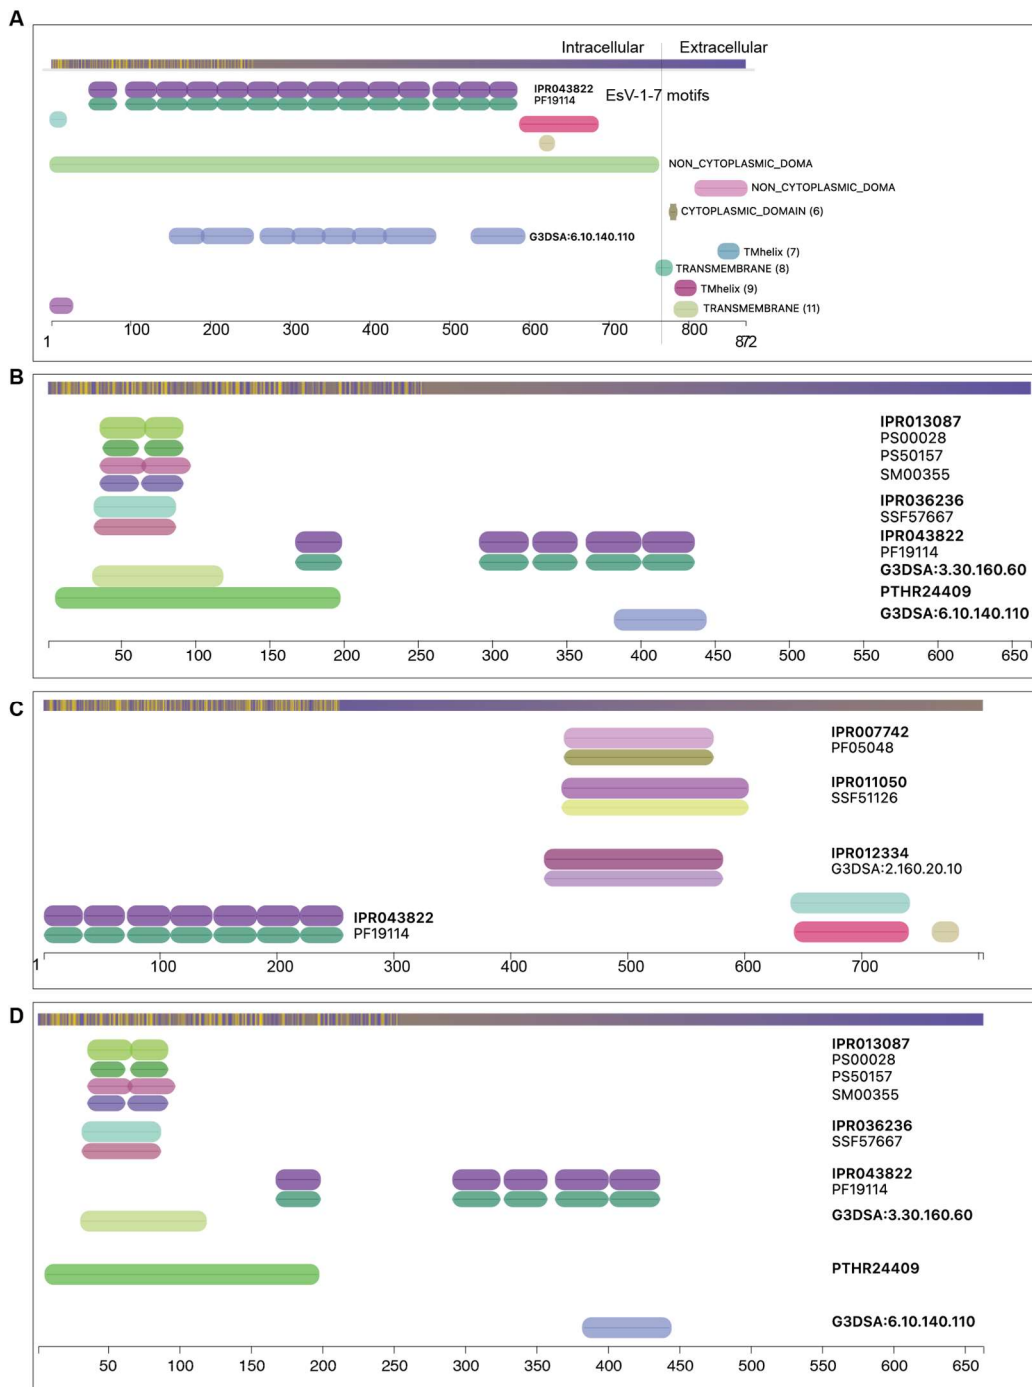 A
Intracellular Extracellular
IPR043822
PF19114
EsV-1-7 motifs
NON_CYTOPLASMIC_DOMA
NON_CYTOPLASMIC_DOMA
CYTOPLASMIC_DOMAIN (6)
G3DSA:6.10.140.110
TMhelix (7)
TRANSMEMBRANE (8)
TMhelix (9)
TRANSMEMBRANE (11)
1 100 200 300 400 500 600 700 800 872
B
IPR013087
PS00028
PS50157
SM00355
IPR036236
SSF57667
IPR043822
PF19114
G3DSA:3.30.160.60
PTHR24409
G3DSA:6.10.140.110
50 100 150 200 250 300 350 400 450 500 550 600 650
C
IPR007742
PF05048
IPR011050
SSF51126
IPR012334
G3DSA:2.160.20.10
IPR043822
PF19114
1 100 200 300 400 500 600 700
D
IPR013087
PS00028
PS50157
SM00355
IPR036236
SSF57667
IPR043822
PF19114
G3DSA:3.30.160.60
PTHR24409
G3DSA:6.10.140.110
50 100 150 200 250 300 350 400 450 500 550 600 650